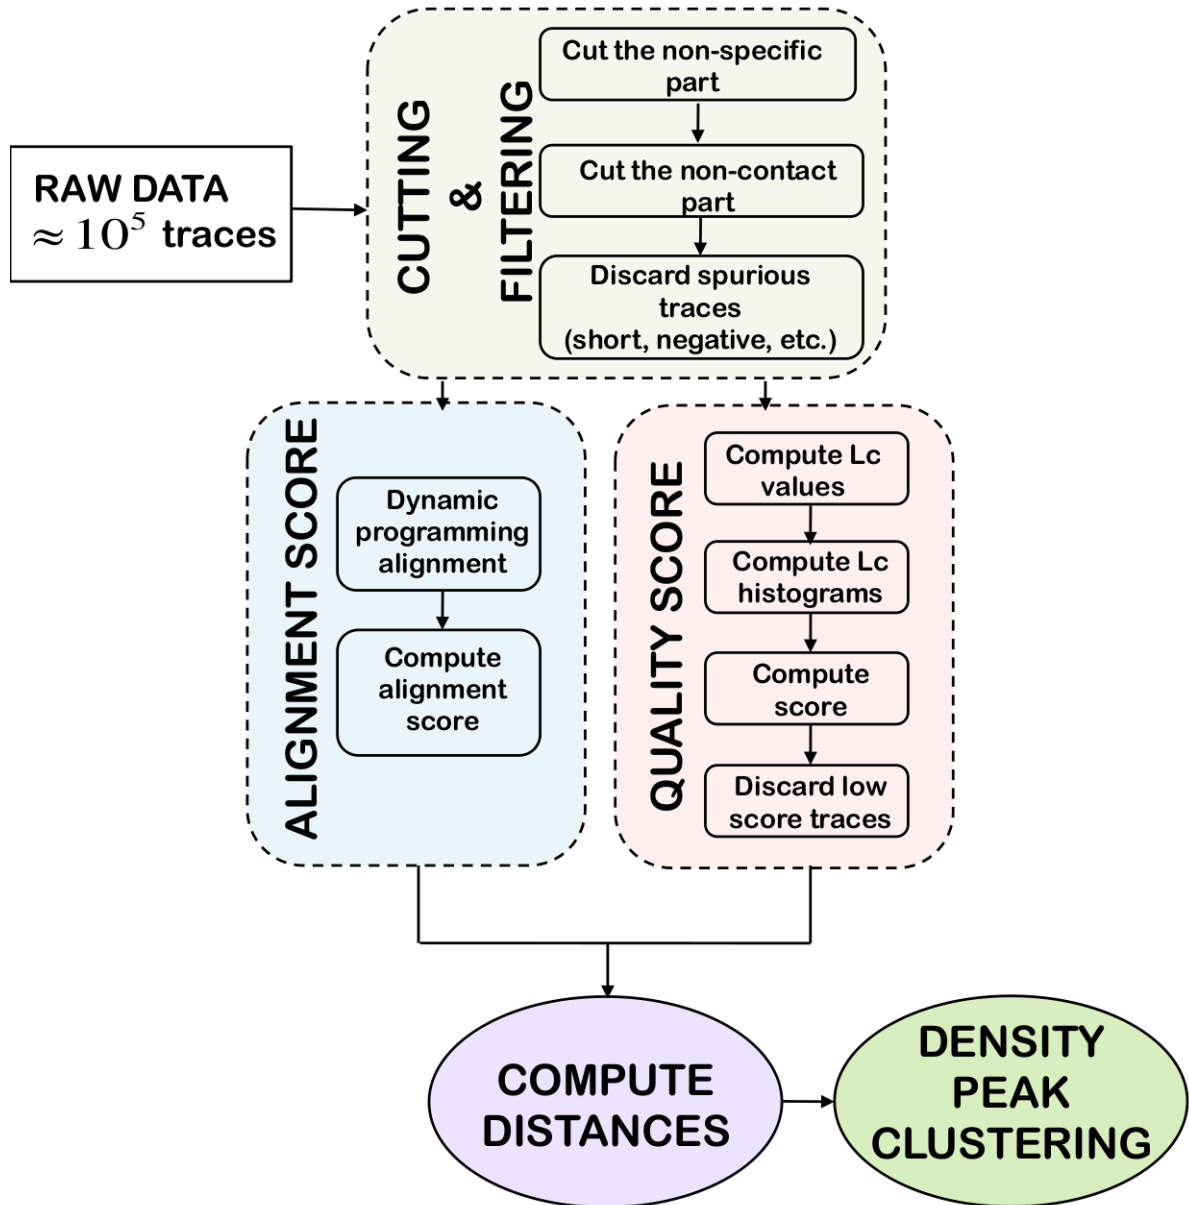 RAW DATA
≈ 10⁵ traces
CUTTING
&
FILTERING
Cut the non-specific
part
Cut the non-contact
part
Discard spurious
traces
(short, negative, etc.)
ALIGNMENT SCORE
Dynamic
programming
alignment
Compute
alignment
score
QUALITY SCORE
Compute Lc
values
Compute Lc
histograms
Compute
score
Discard low
score traces
COMPUTE
DISTANCES
DENSITY
PEAK
CLUSTERING